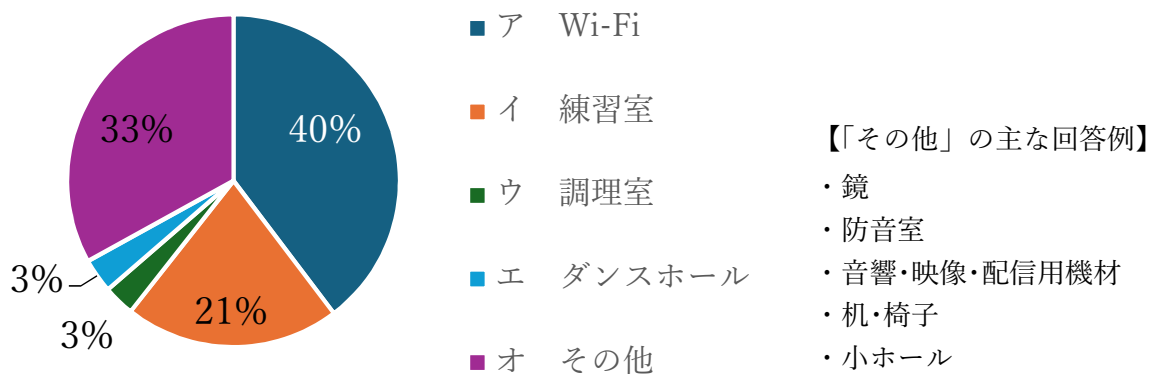 33%
40%
3%
3%
21%
ア Wi-Fi
イ 練習室
ウ 調理室
エ ダンスホール
オ その他
【「その他」の主な回答例】
・鏡
・防音室
・音響・映像・配信用機材
・机・椅子
・小ホール